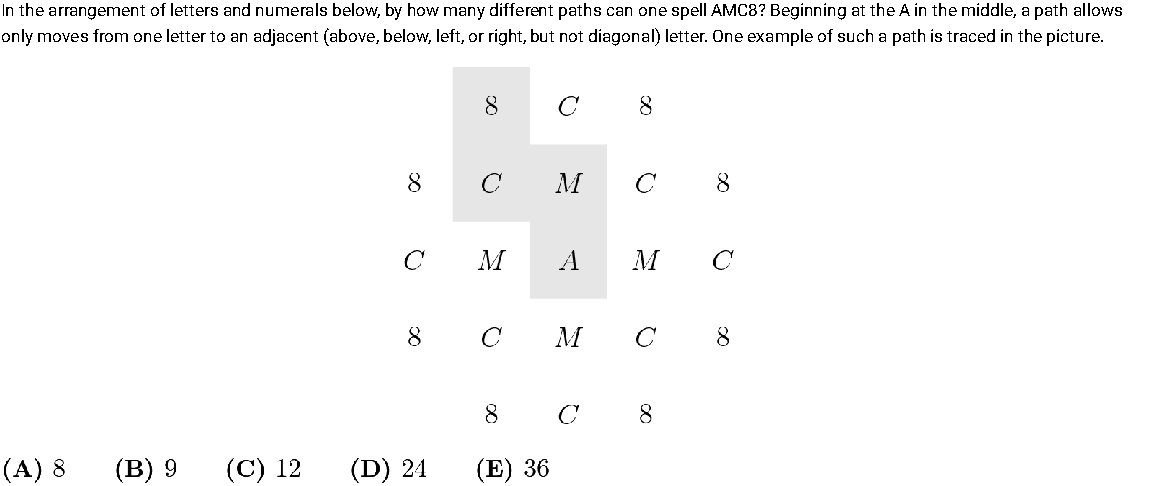 In the arrangement of letters and numerals below, by how many different paths can one spell AMC8? Beginning at the A in the middle, a path allows
only moves from one letter to an adjacent (above, below, left, or right, but not diagonal) letter. One example of such a path is traced in the picture.
8 C 8
8 C M C 8
C M A M C
8 C M C 8
8 C 8
(A) 8 (B) 9 (C) 12 (D) 24 (E) 36